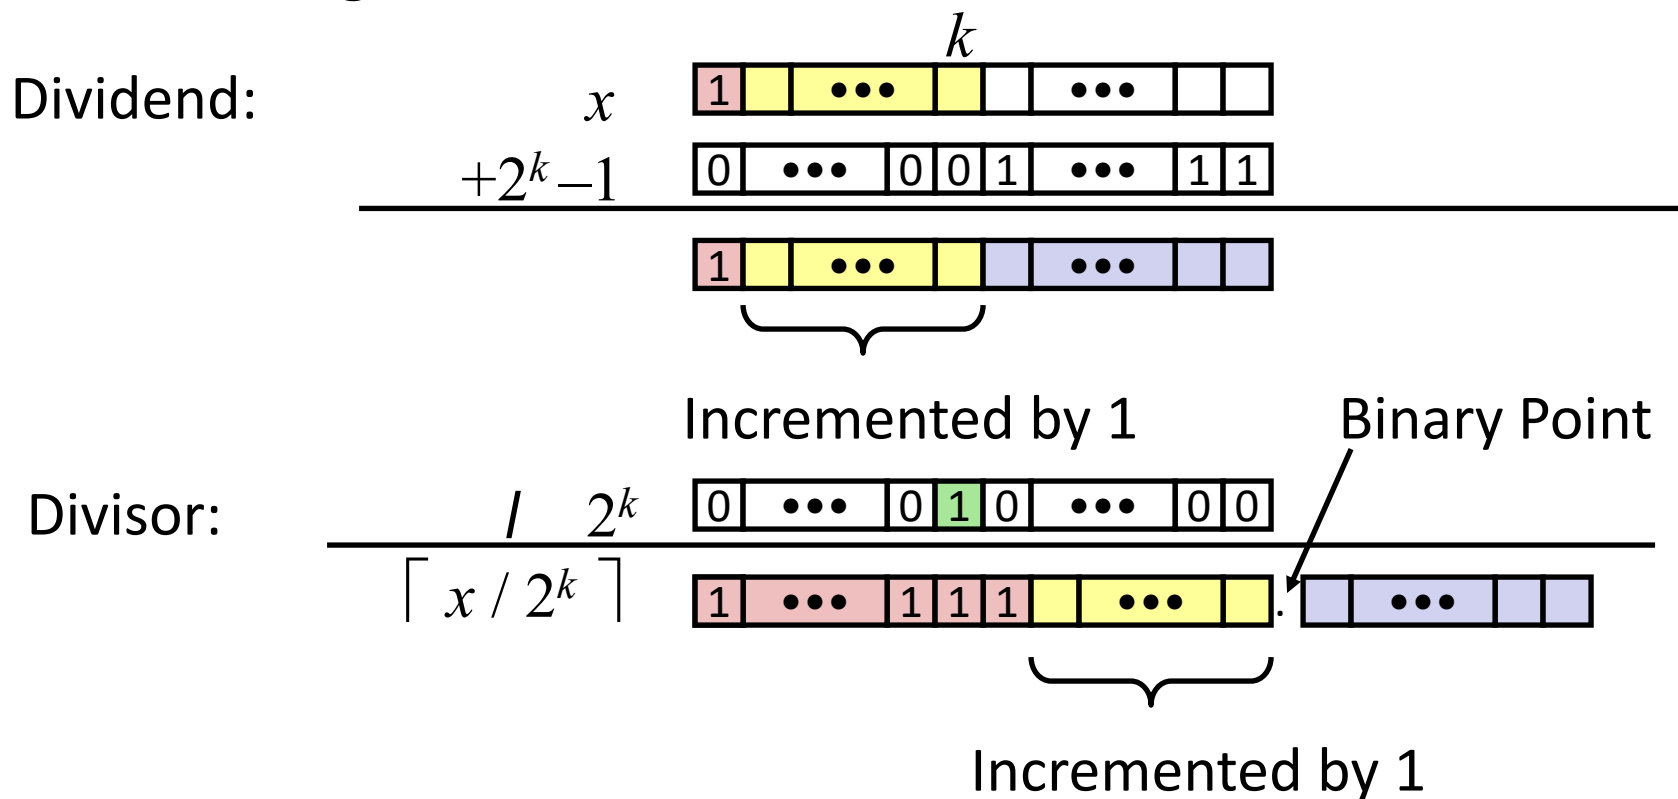 k
Dividend: x 1 ••• •••
+2^k –1 0 ••• 0 0 1 ••• 1 1
1 ••• •••
Incremented by 1
Binary Point
Divisor: / 2^k 0 ••• 0 1 0 ••• 0 0
⌈ x / 2^k ⌉ 1 ••• 1 1 1 ••• . •••
Incremented by 1